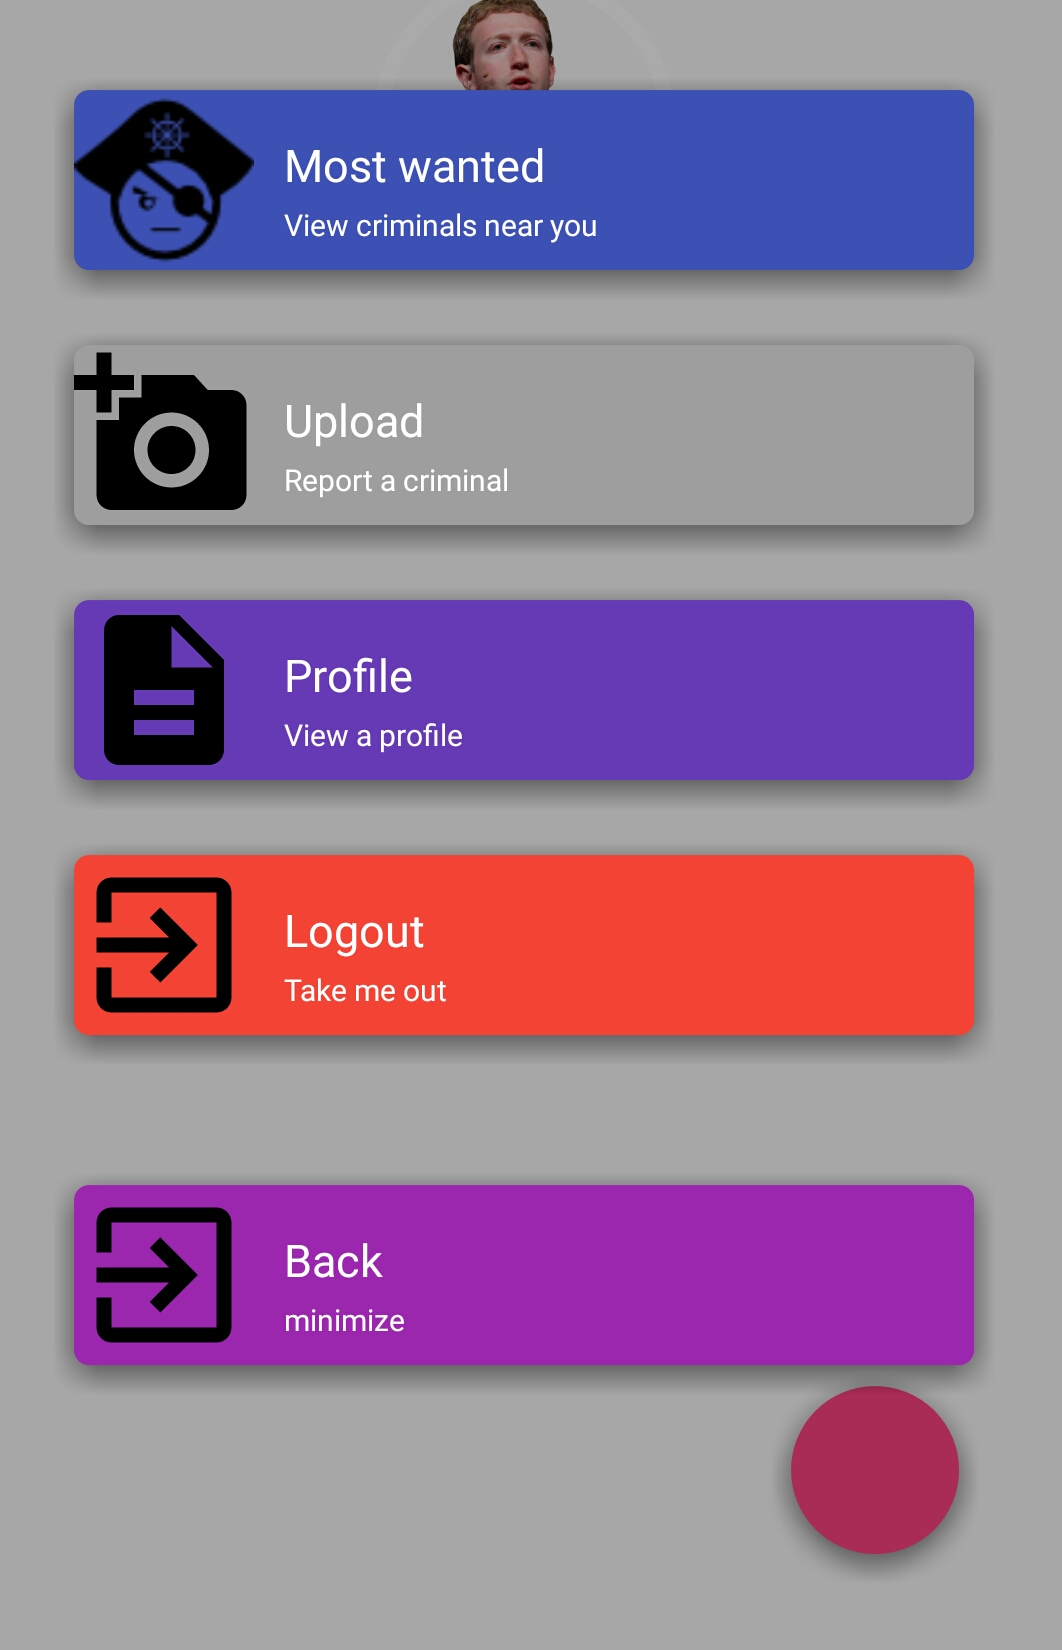 Most wanted
View criminals near you
Upload
Report a criminal
Profile
View a profile
Logout
Take me out
Back
minimize